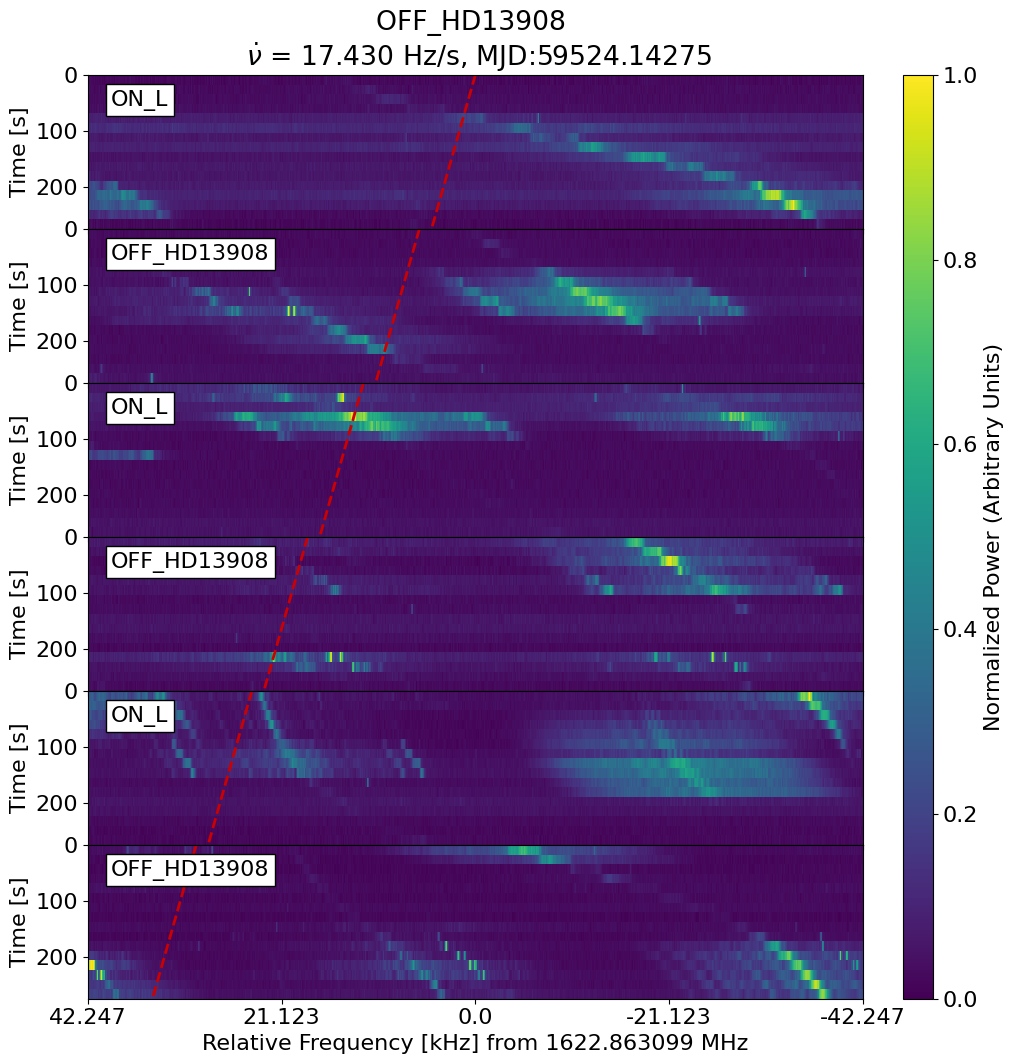 OFF_HD13908
ν̇ = 17.430 Hz/s, MJD:59524.14275
0
ON_L
100
200
Time [s]
0
OFF_HD13908
100
200
Time [s]
0
ON_L
100
200
Time [s]
0
OFF_HD13908
100
200
Time [s]
0
ON_L
100
200
Time [s]
0
OFF_HD13908
100
200
Time [s]
42.247 21.123 0.0 -21.123 -42.247
Relative Frequency [kHz] from 1622.863099 MHz
1.0
0.8
0.6
0.4
0.2
0.0
Normalized Power (Arbitrary Units)